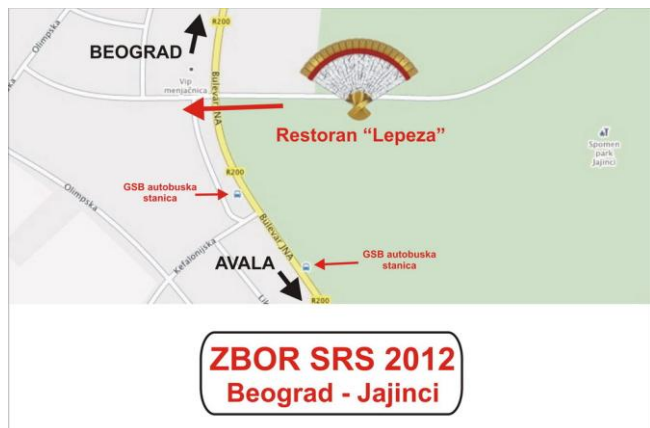 R200
Olimpska
BEOGRAD
Vip
menjačnica
Bulevar JNA
Restoran “Lepeza”
Spomen
park
Jajinci
R200
GSB autobuska
stanica
Olimpska
Bulevar JNA
Kefalonijska
GSB autobuska
stanica
AVALA
R200
ZBOR SRS 2012
Beograd - Jajinci